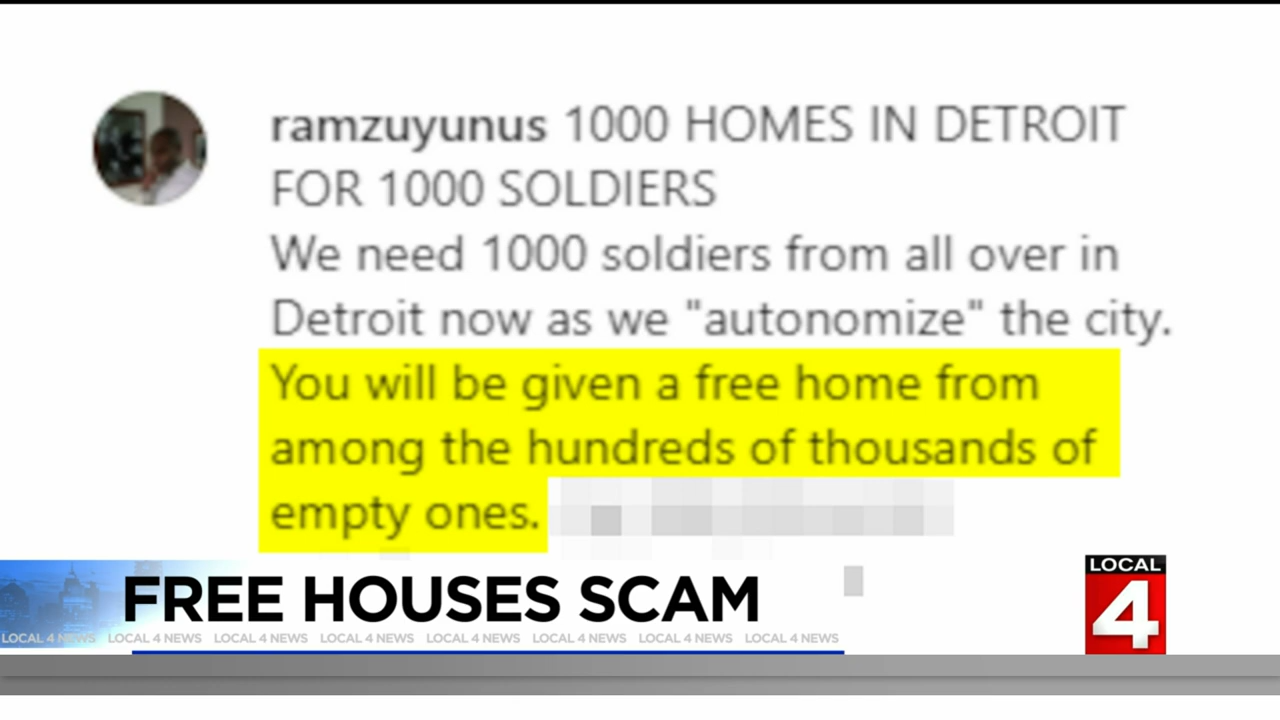 ramzuyunus 1000 HOMES IN DETROIT
FOR 1000 SOLDIERS
We need 1000 soldiers from all over in
Detroit now as we "autonomize" the city.
You will be given a free home from
among the hundreds of thousands of
empty ones.
FREE HOUSES SCAM
LOCAL 4 NEWS LOCAL 4 NEWS LOCAL 4 NEWS LOCAL 4 NEWS LOCAL 4 NEWS LOCAL 4 NEWS LOCAL 4 NEWS LOCAL 4 NEWS
LOCAL
4